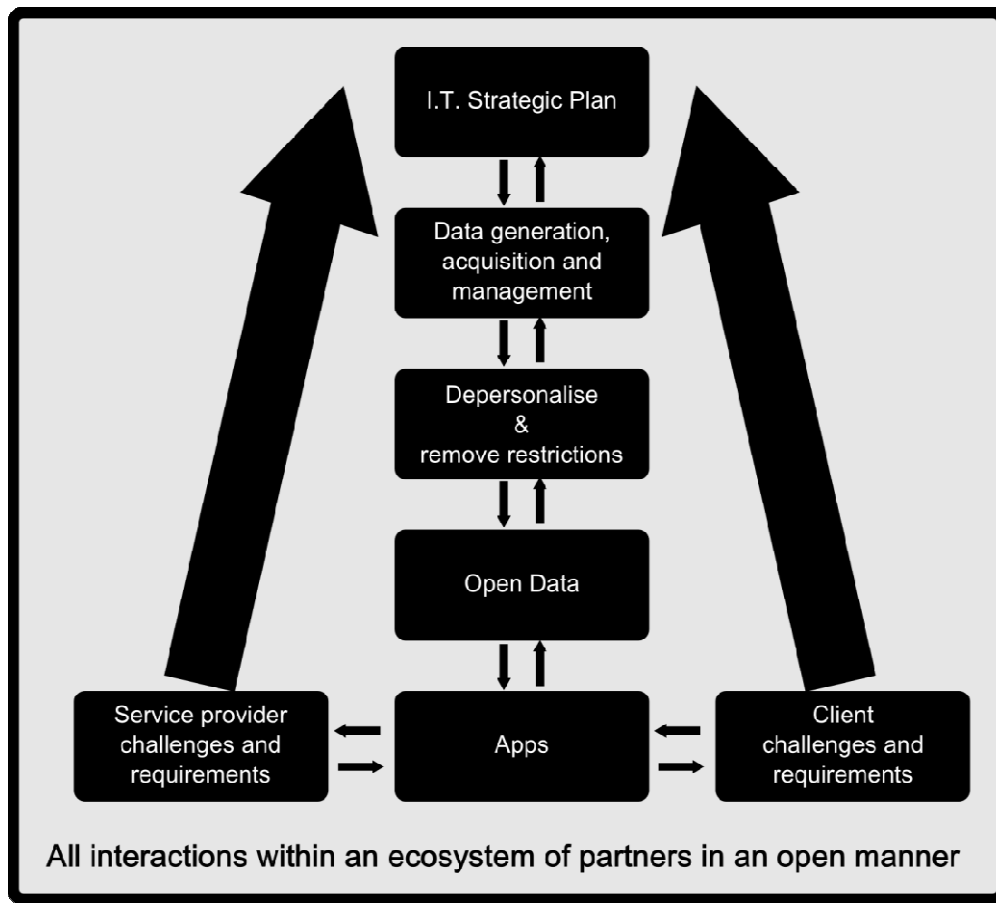 I.T. Strategic Plan
Data generation,
acquisition and
management
Depersonalise
&
remove restrictions
Open Data
Service provider
challenges and
requirements
Apps
Client
challenges and
requirements
All interactions within an ecosystem of partners in an open manner